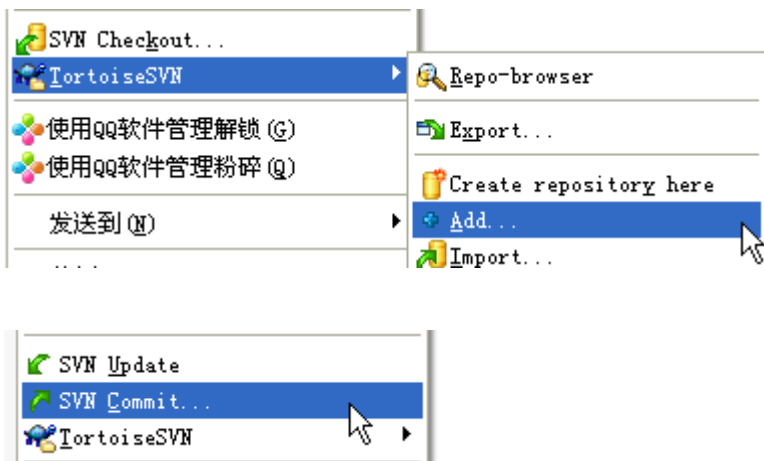 SVN Checkout...
TortoiseSVN
Repo-browser
使用QQ软件管理解锁(G)
Export...
使用QQ软件管理粉碎(Q)
Create repository here
发送到(N)
Add...
Import...
SVN Update
SVN Commit...
TortoiseSVN